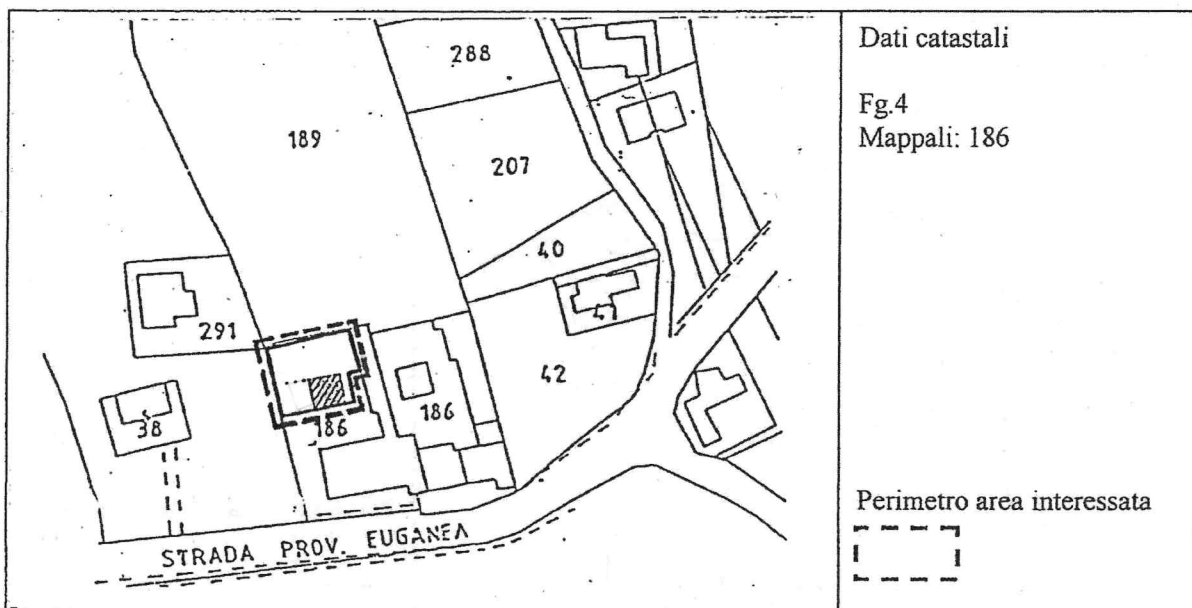 288
189
207
40
291
41
42
38
186
186
STRADA PROV. EUGANEA
Dati catastali
Fg.4
Mappali: 186
Perimetro area interessata